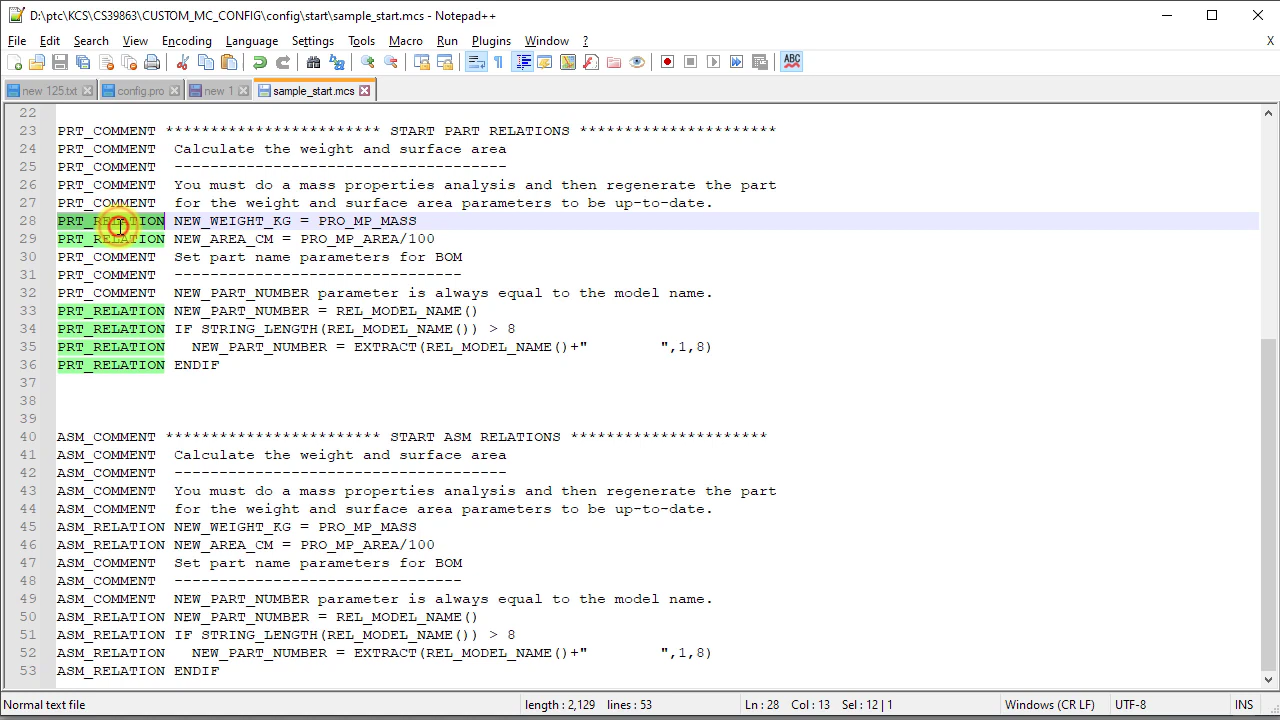 D:\ptc\KCS\CS39863\CUSTOM_MC_CONFIG\config\start\sample_start.mcs - Notepad++
File Edit Search View Encoding Language Settings Tools Macro Run Plugins Window ? X
ABC
new 125.txt config.pro new 1 sample_start.mcs
22
23 PRT_COMMENT ************************ START PART RELATIONS **********************
24 PRT_COMMENT  Calculate the weight and surface area
25 PRT_COMMENT  -------------------------------------
26 PRT_COMMENT  You must do a mass properties analysis and then regenerate the part
27 PRT_COMMENT  for the weight and surface area parameters to be up-to-date.
28 PRT_RELATION NEW_WEIGHT_KG = PRO_MP_MASS
29 PRT_RELATION NEW_AREA_CM = PRO_MP_AREA/100
30 PRT_COMMENT  Set part name parameters for BOM
31 PRT_COMMENT  --------------------------------
32 PRT_COMMENT  NEW_PART_NUMBER parameter is always equal to the model name.
33 PRT_RELATION NEW_PART_NUMBER = REL_MODEL_NAME()
34 PRT_RELATION IF STRING_LENGTH(REL_MODEL_NAME()) > 8
35 PRT_RELATION   NEW_PART_NUMBER = EXTRACT(REL_MODEL_NAME()+"        ",1,8)
36 PRT_RELATION ENDIF
37
38
39
40 ASM_COMMENT ************************ START ASM RELATIONS **********************
41 ASM_COMMENT  Calculate the weight and surface area
42 ASM_COMMENT  -------------------------------------
43 ASM_COMMENT  You must do a mass properties analysis and then regenerate the part
44 ASM_COMMENT  for the weight and surface area parameters to be up-to-date.
45 ASM_RELATION NEW_WEIGHT_KG = PRO_MP_MASS
46 ASM_RELATION NEW_AREA_CM = PRO_MP_AREA/100
47 ASM_COMMENT  Set part name parameters for BOM
48 ASM_COMMENT  --------------------------------
49 ASM_COMMENT  NEW_PART_NUMBER parameter is always equal to the model name.
50 ASM_RELATION NEW_PART_NUMBER = REL_MODEL_NAME()
51 ASM_RELATION IF STRING_LENGTH(REL_MODEL_NAME()) > 8
52 ASM_RELATION   NEW_PART_NUMBER = EXTRACT(REL_MODEL_NAME()+"        ",1,8)
53 ASM_RELATION ENDIF
Normal text file length : 2,129 lines : 53 Ln : 28 Col : 13 Sel : 12 | 1 Windows (CR LF) UTF-8 INS